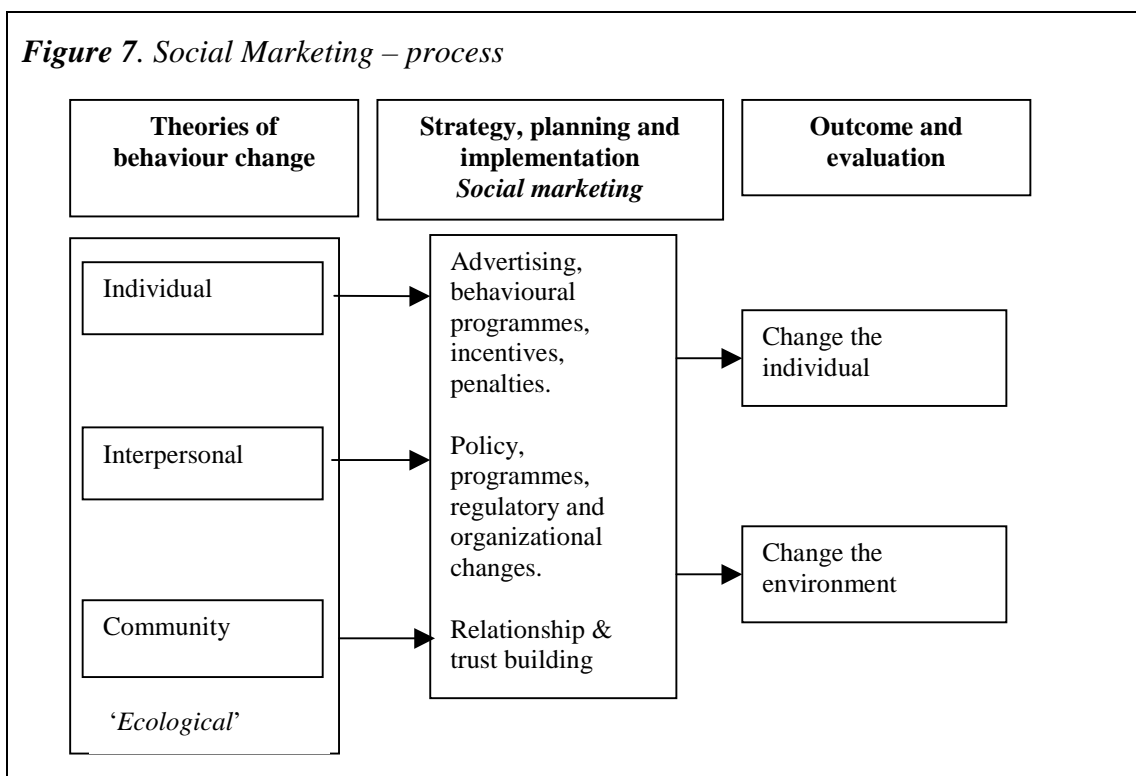 Figure 7. Social Marketing – process
Theories of
behaviour change
Strategy, planning and
implementation
Social marketing
Outcome and
evaluation
Individual
Interpersonal
Community
‘Ecological’
Advertising,
behavioural
programmes,
incentives,
penalties.
Policy,
programmes,
regulatory and
organizational
changes.
Relationship &
trust building
Change the
individual
Change the
environment